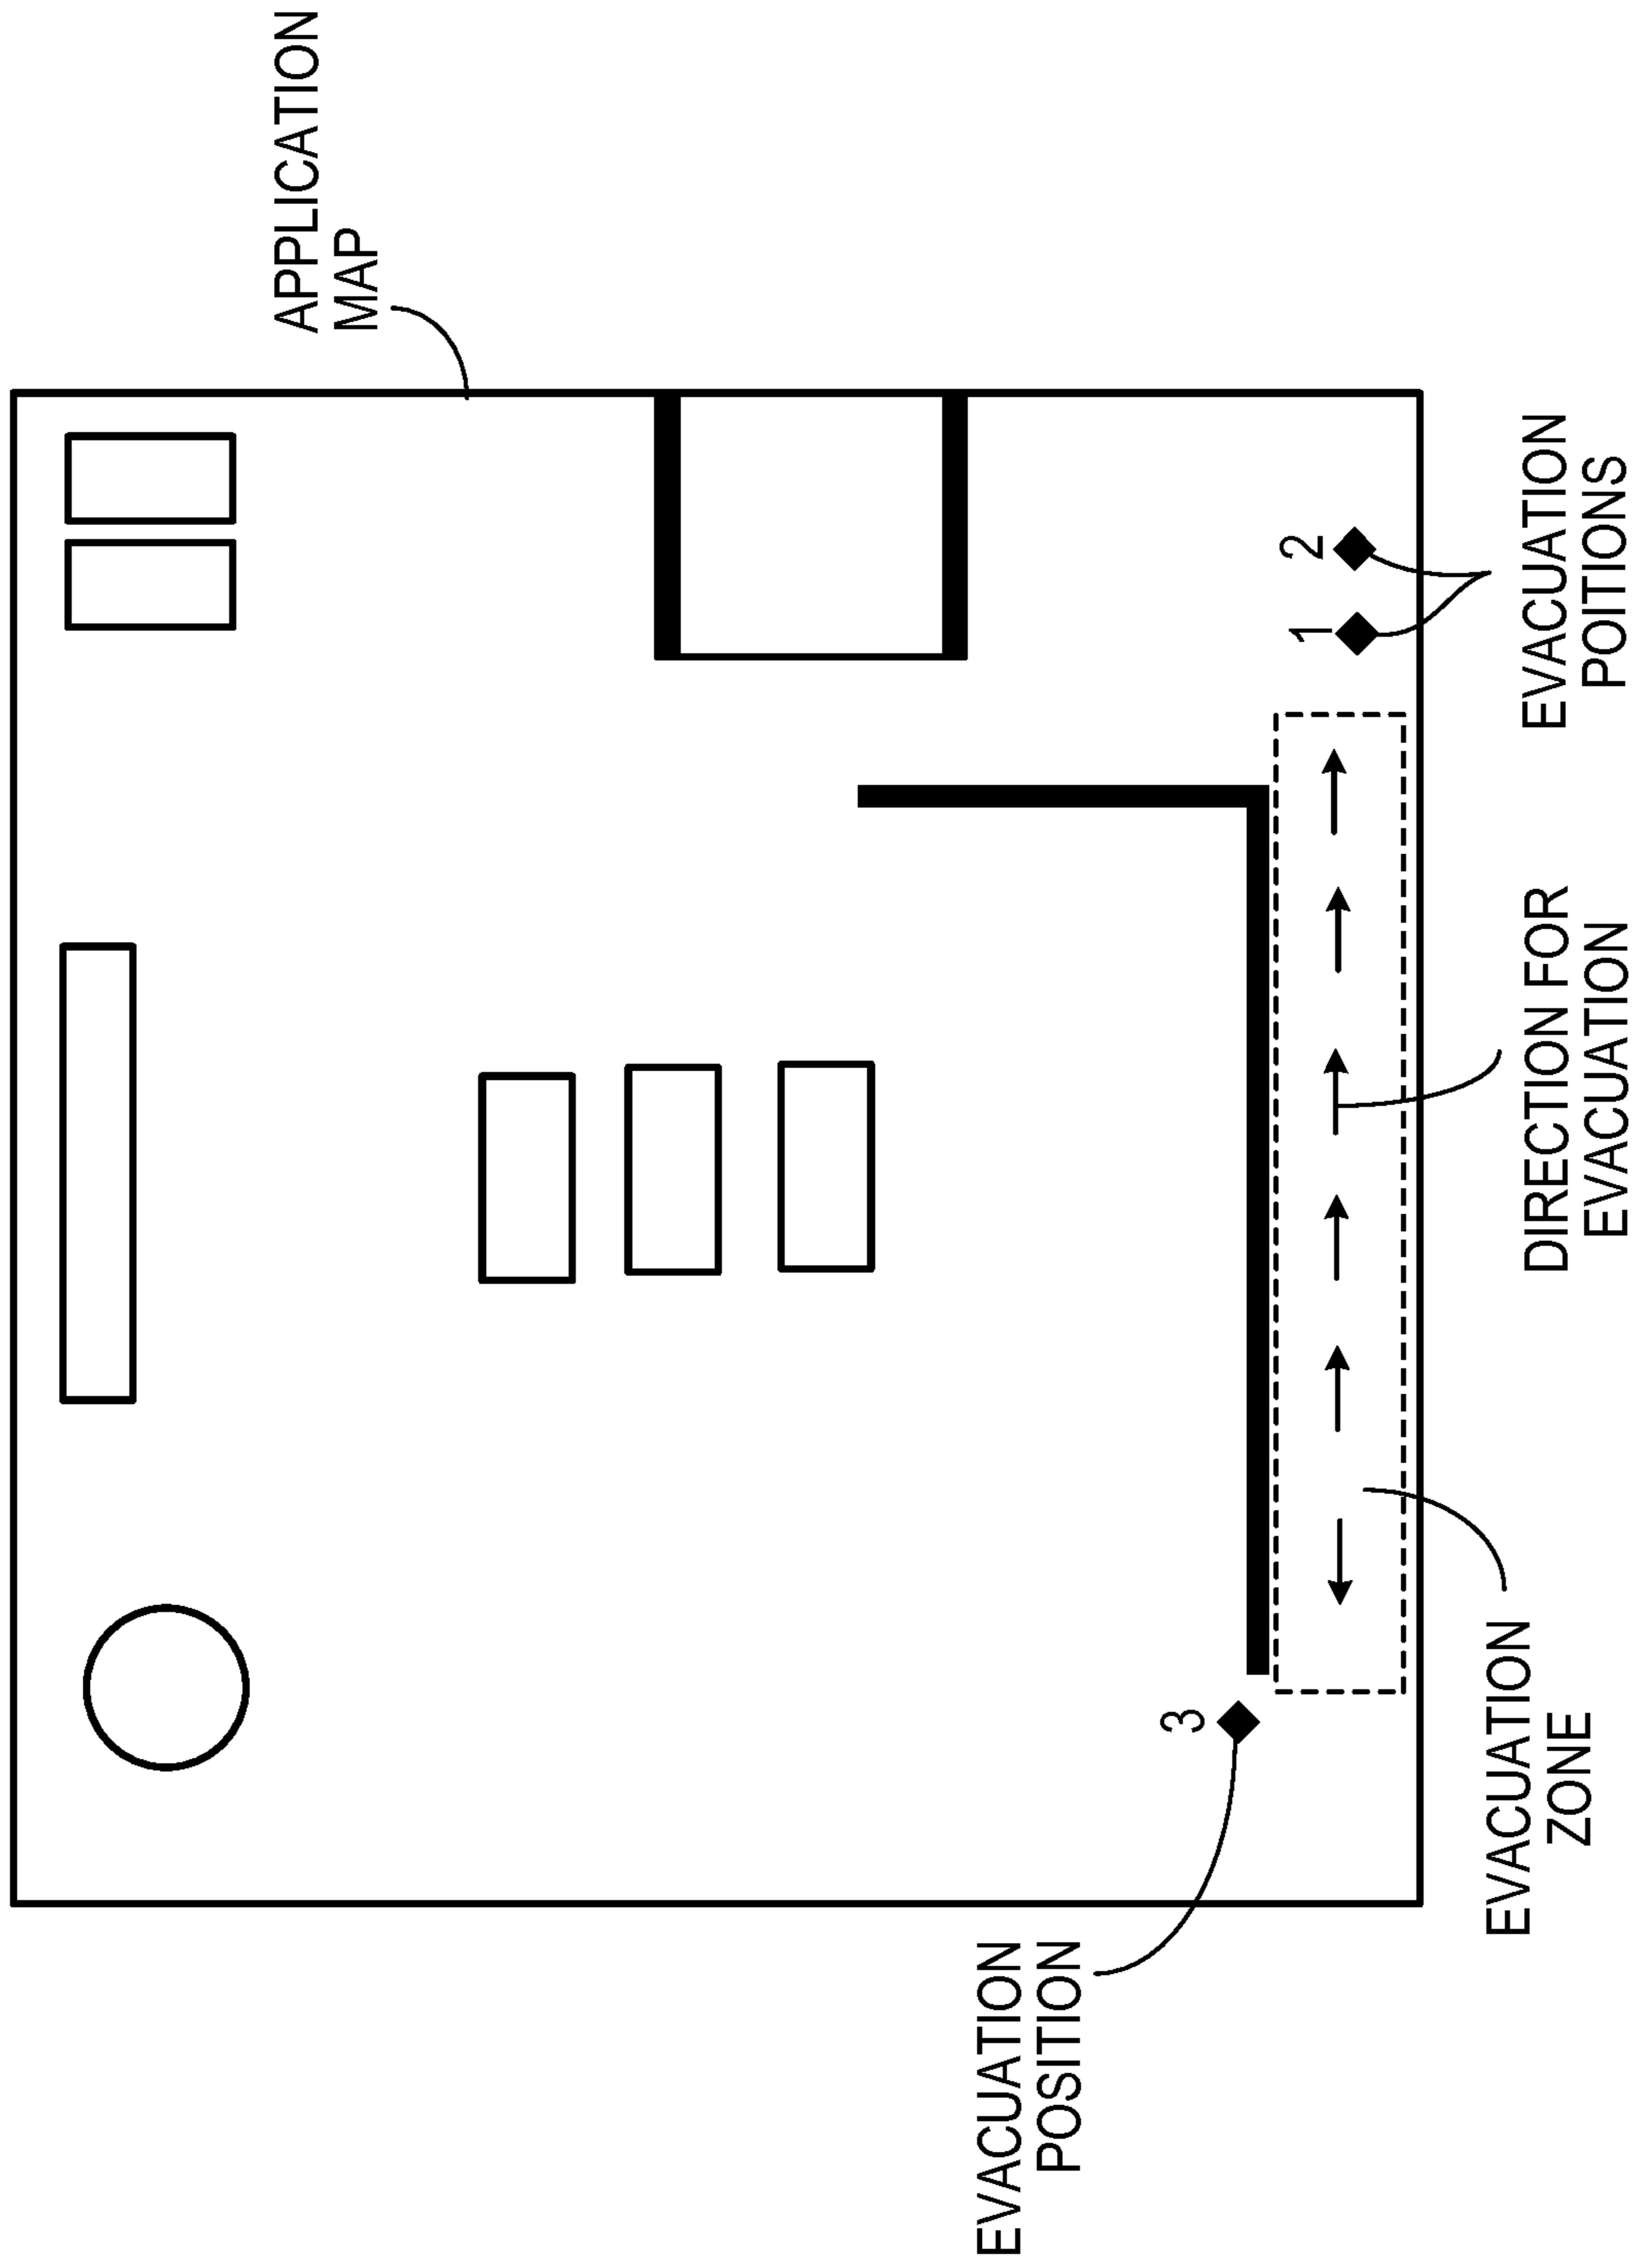 APPLICATION
MAP
EVACUATION
POSITION
3
1
2
EVACUATION
ZONE
DIRECTION FOR
EVACUATION
EVACUATION
POITIONS